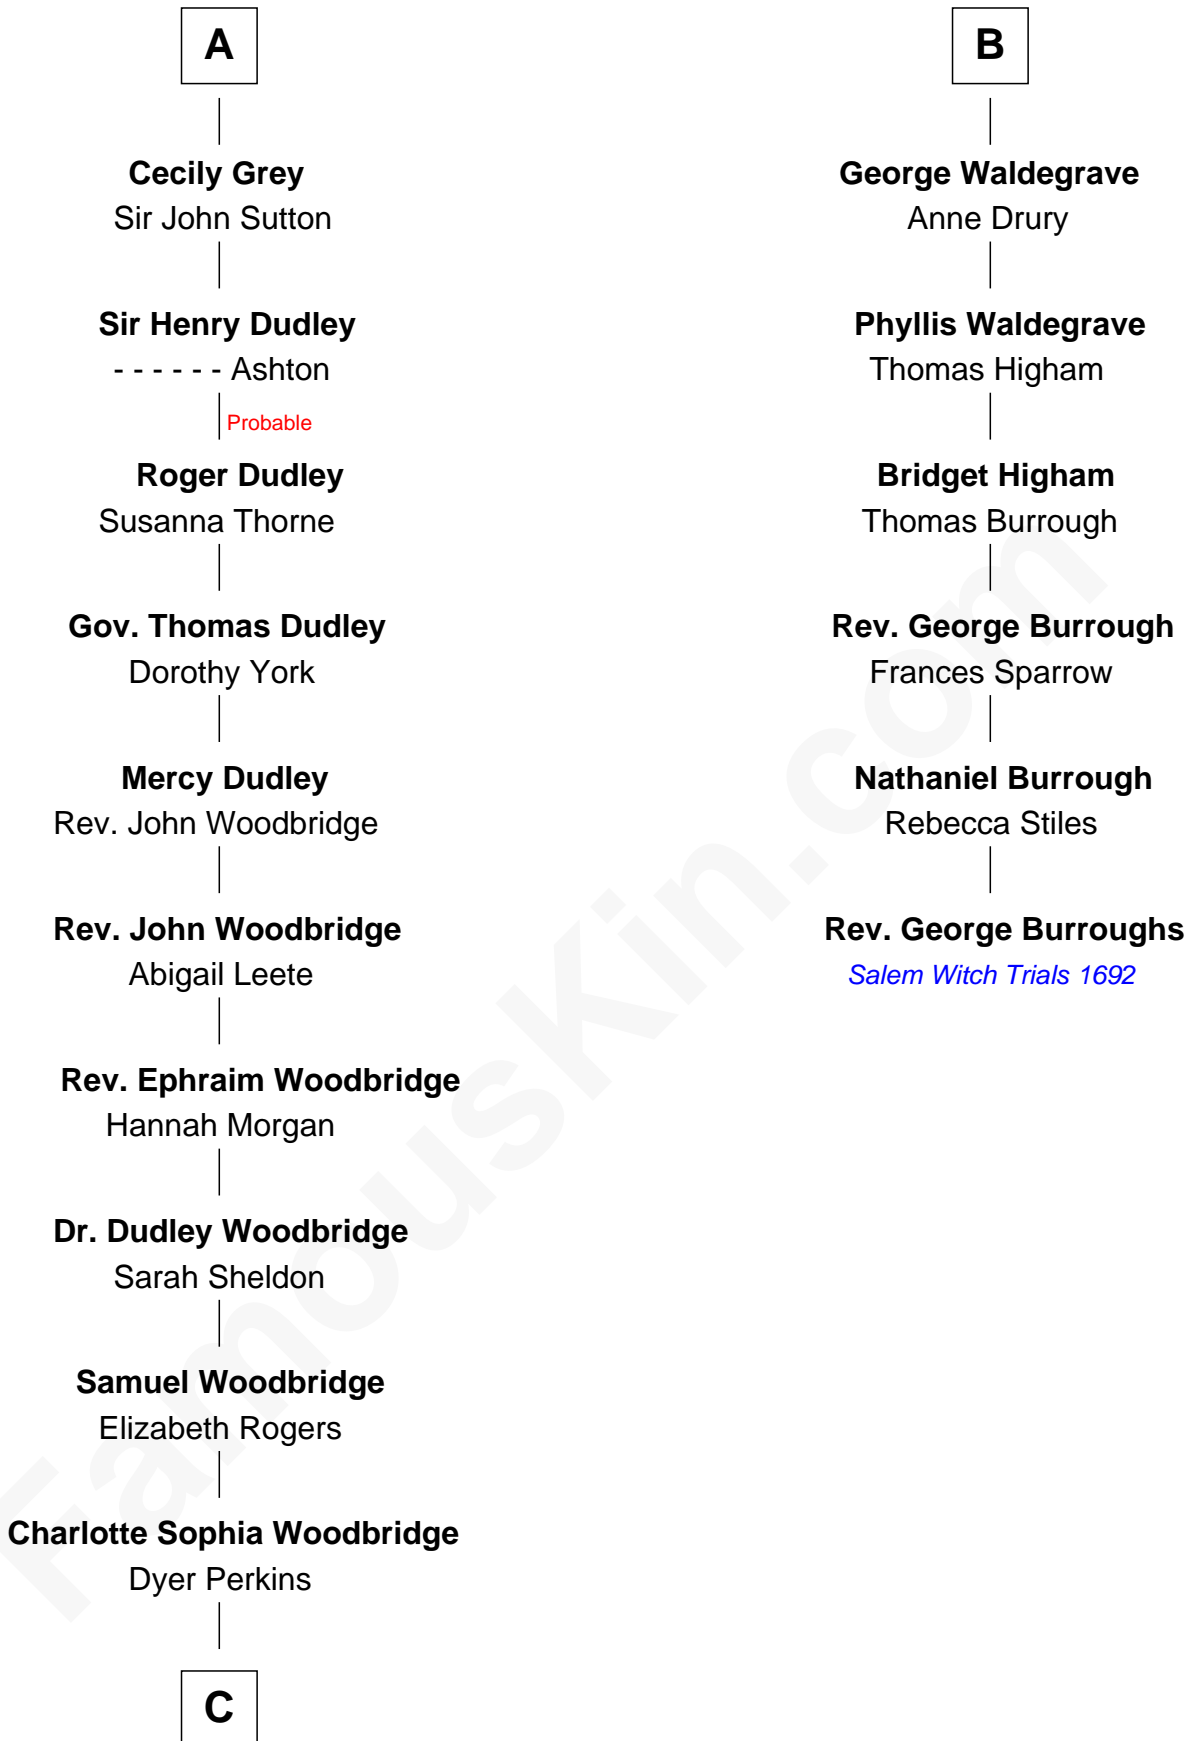 A
Cecily Grey
Sir John Sutton
Sir Henry Dudley
- - - - - - Ashton
Probable
Roger Dudley
Susanna Thorne
Gov. Thomas Dudley
Dorothy York
Mercy Dudley
Rev. John Woodbridge
Rev. John Woodbridge
Abigail Leete
Rev. Ephraim Woodbridge
Hannah Morgan
Dr. Dudley Woodbridge
Sarah Sheldon
Samuel Woodbridge
Elizabeth Rogers
Charlotte Sophia Woodbridge
Dyer Perkins
C
B
George Waldegrave
Anne Drury
Phyllis Waldegrave
Thomas Higham
Bridget Higham
Thomas Burrough
Rev. George Burrough
Frances Sparrow
Nathaniel Burrough
Rebecca Stiles
Rev. George Burroughs
Salem Witch Trials 1692
FamousKin.com